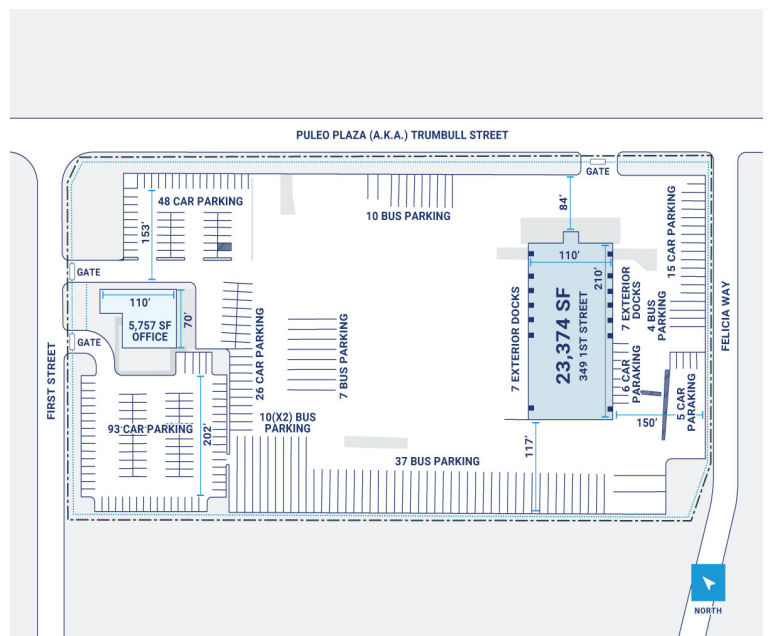 PULEO PLAZA (A.K.A.) TRUMBULL STREET
GATE
48 CAR PARKING
153'
10 BUS PARKING
84'
15 CAR PARKING
GATE
110'
70'
5,757 SF
OFFICE
GATE
FIRST STREET
26 CAR PARKING
7 BUS PARKING
7 EXTERIOR DOCKS
110'
210'
23,374 SF
349 1ST STREET
7 EXTERIOR
DOCKS
4 BUS
PARKING
FELICIA WAY
6 CAR
PARAKING
5 CAR
PARAKING
150'
93 CAR PARKING
202'
10(X2) BUS
PARKING
117'
37 BUS PARKING
NORTH